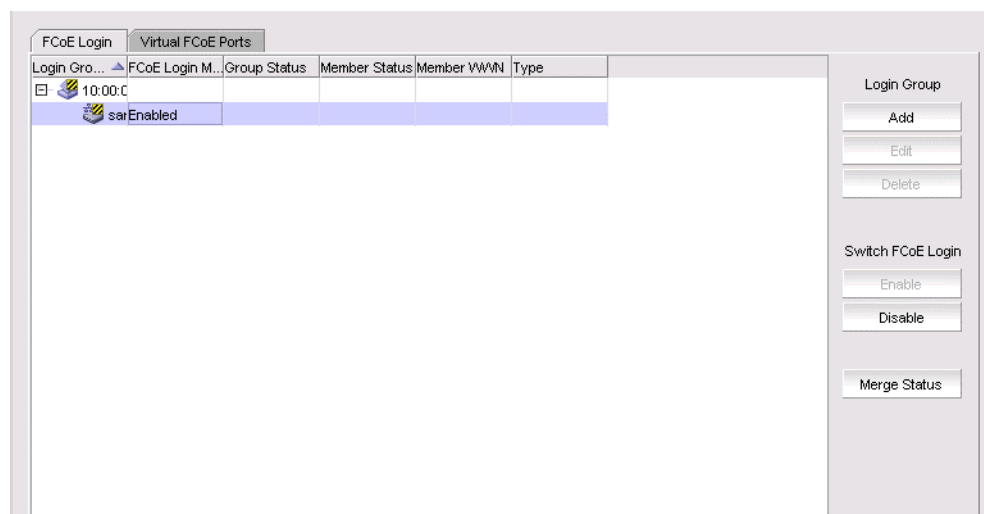 FCoE Login Virtual FCoE Ports
Login Gro... FCoE Login M... Group Status Member Status Member WWN Type
10:00:0
sar Enabled
Login Group
Add
Edit
Delete
Switch FCoE Login
Enable
Disable
Merge Status